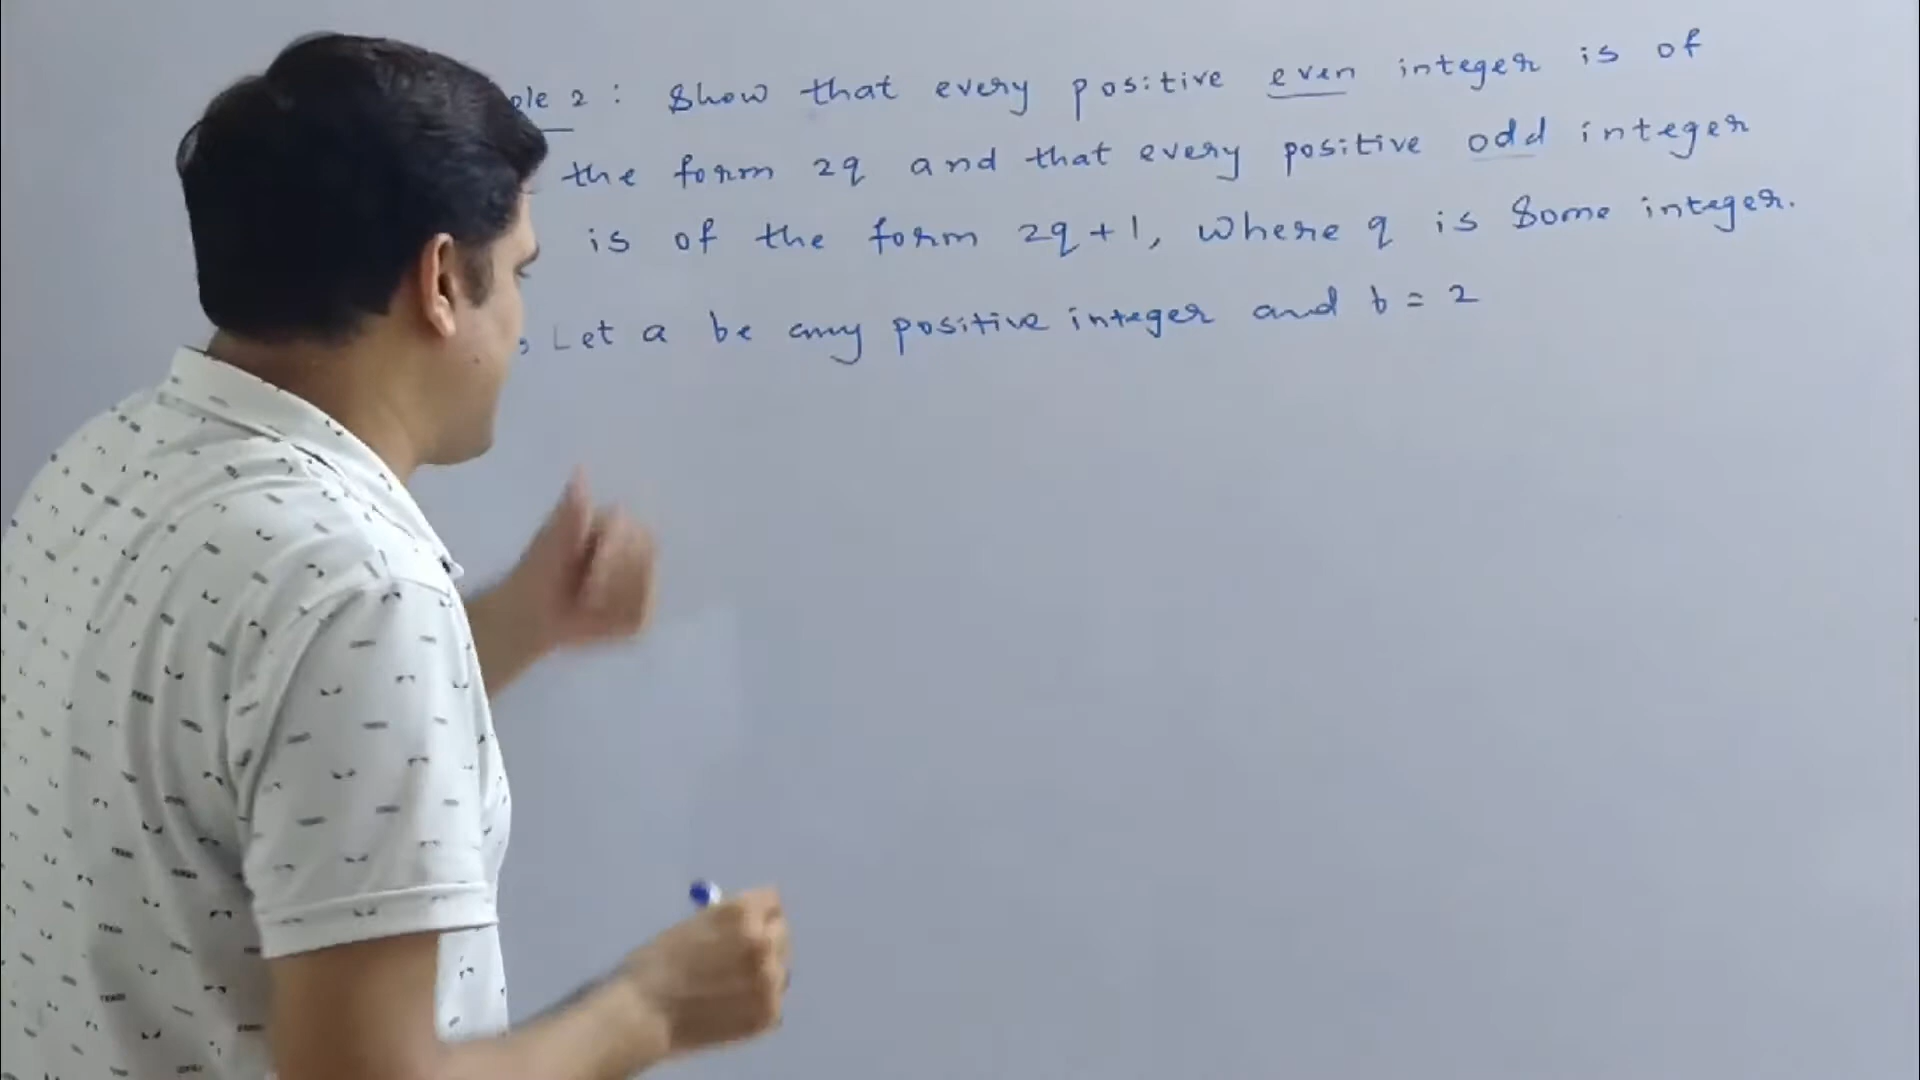 2 : Show that every positive even integer is of
the form 2q and that every positive odd integer
is of the form 2q+1, where q is some integer.
Let a be any positive integer and b = 2